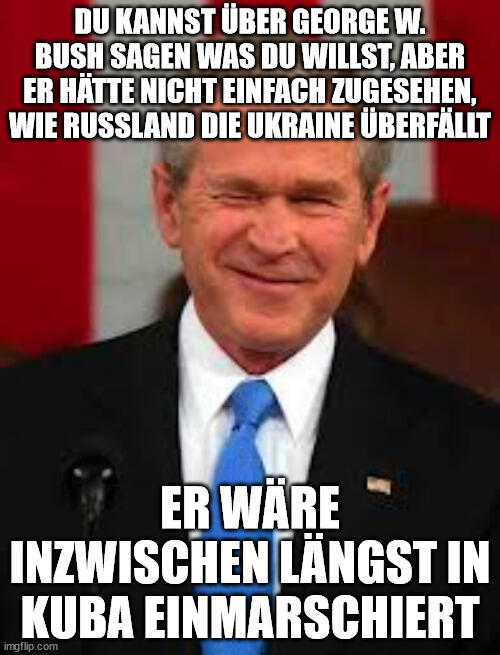 DU KANNST ÜBER GEORGE W.
BUSH SAGEN WAS DU WILLST, ABER
ER HÄTTE NICHT EINFACH ZUGESEHEN,
WIE RUSSLAND DIE UKRAINE ÜBERFÄLLT
ER WÄRE
INZWISCHEN LÄNGST IN
KUBA EINMARSCHIERT
imgflip.com